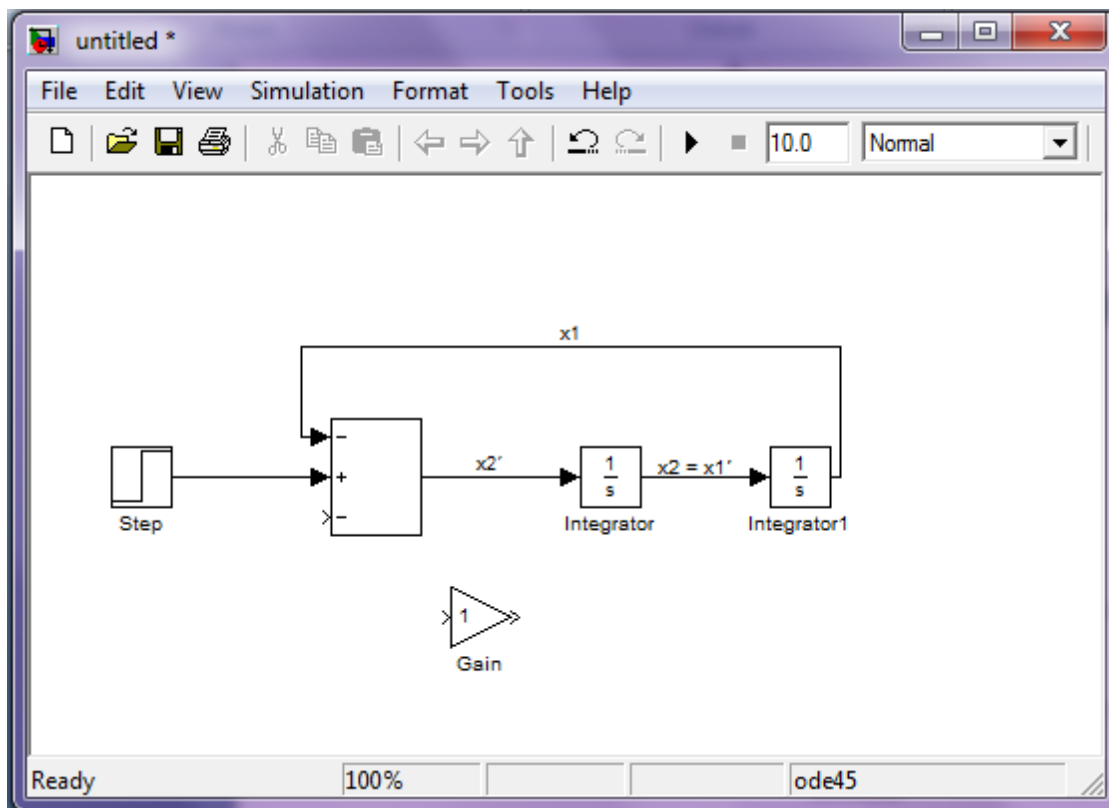 untitled *
File Edit View Simulation Format Tools Help
10.0 Normal
x1
−
x2´ 1/s x2 = x1´ 1/s
+
Step − Integrator Integrator1
1
Gain
Ready 100% ode45